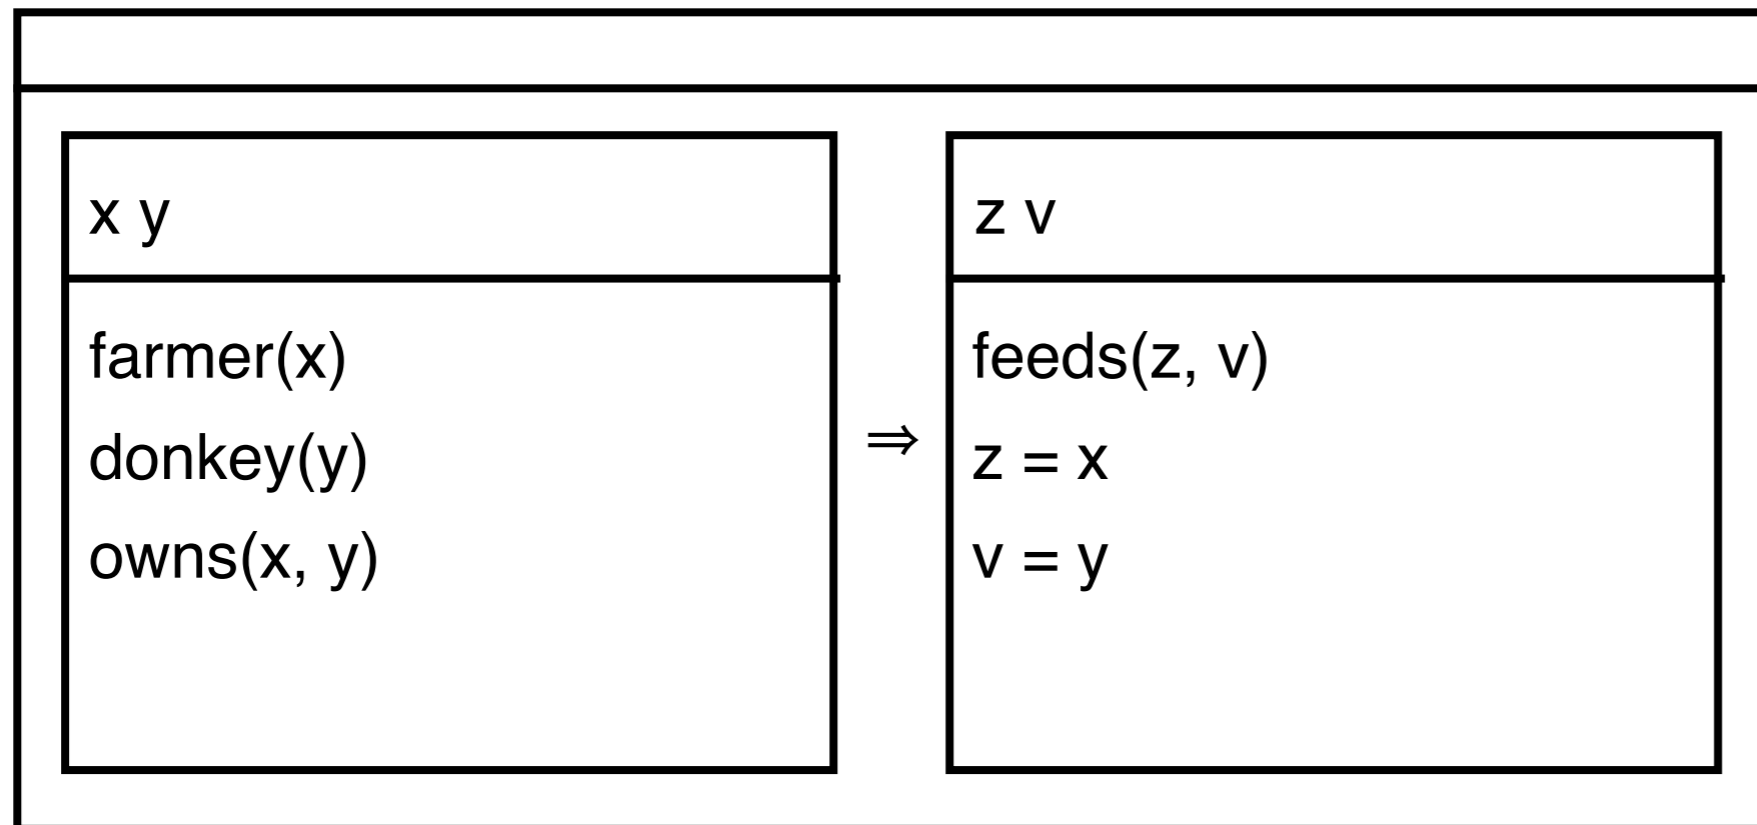 x y
farmer(x)
donkey(y)
owns(x, y)
⇒
z v
feeds(z, v)
z = x
v = y